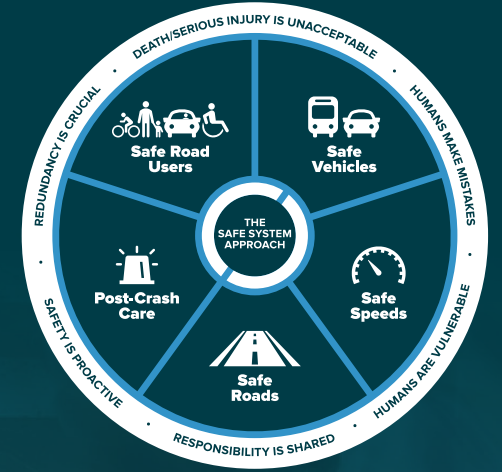 DEATH/SERIOUS INJURY IS UNACCEPTABLE
HUMANS MAKE MISTAKES
HUMANS ARE VULNERABLE
RESPONSIBILITY IS SHARED
SAFETY IS PROACTIVE
REDUNDANCY IS CRUCIAL
Safe Road
Users
Safe
Vehicles
Safe
Speeds
Safe
Roads
Post-Crash
Care
THE
SAFE SYSTEM
APPROACH